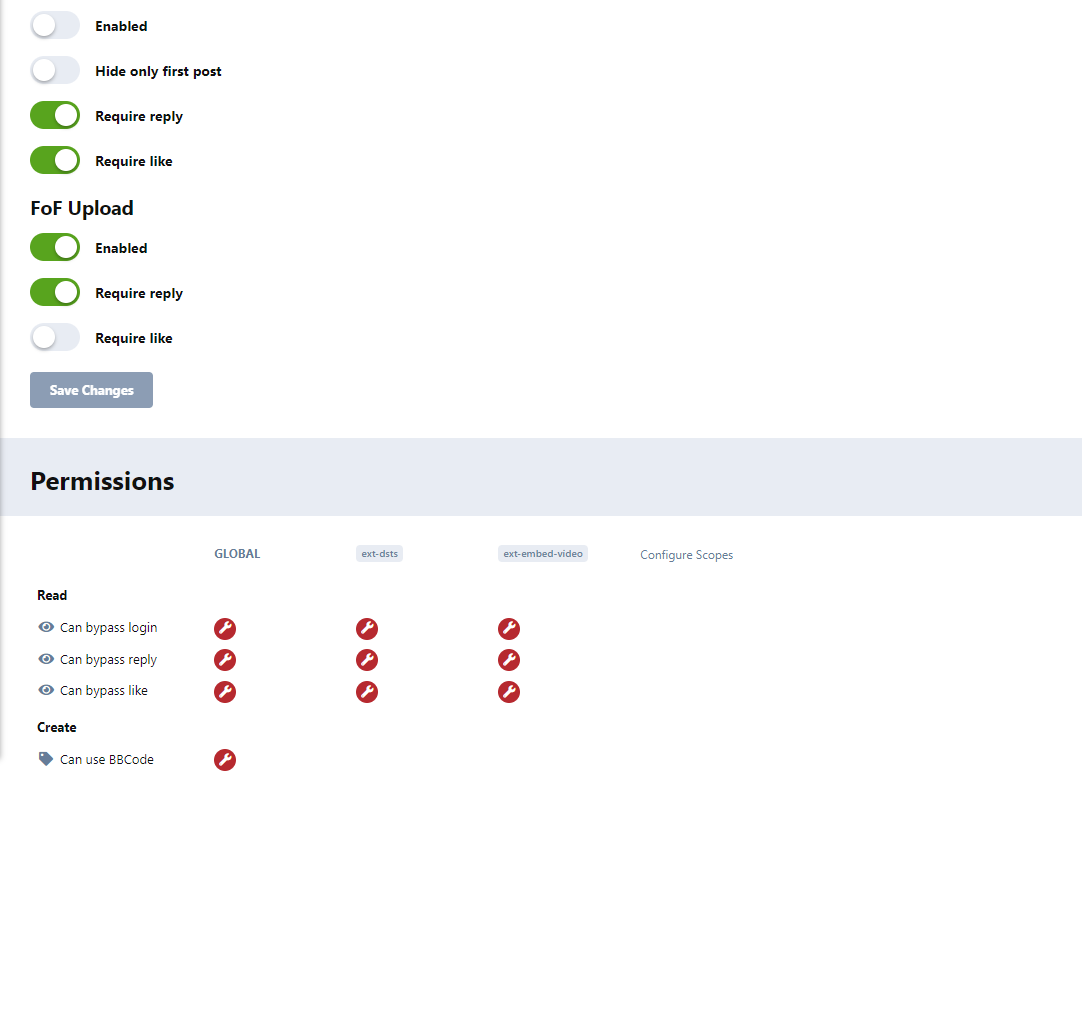 Enabled
Hide only first post
Require reply
Require like
FoF Upload
Enabled
Require reply
Require like
Save Changes
Permissions
GLOBAL ext-dsts ext-embed-video Configure Scopes
Read
Can bypass login
Can bypass reply
Can bypass like
Create
Can use BBCode